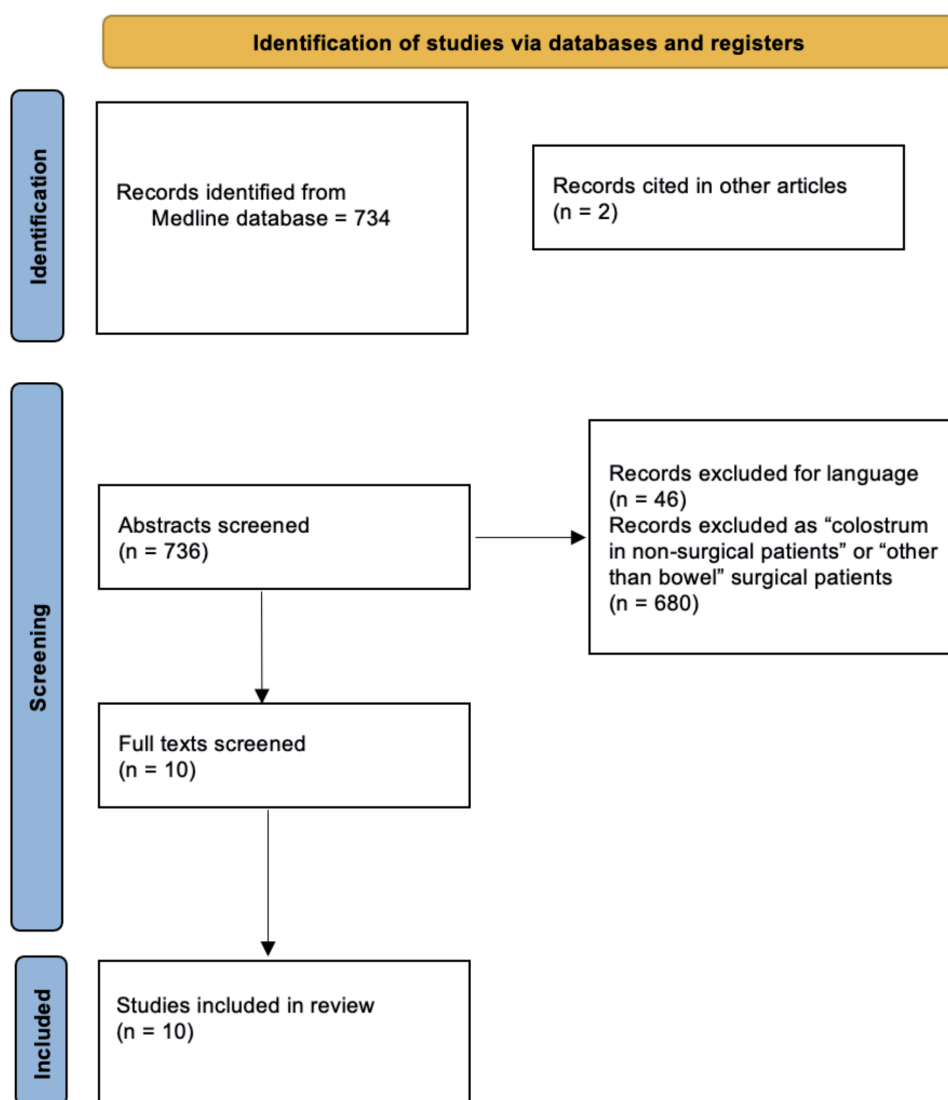 Identification of studies via databases and registers
Identification
Records identified from
Medline database = 734
Records cited in other articles
(n = 2)
Screening
Abstracts screened
(n = 736)
Records excluded for language
(n = 46)
Records excluded as “colostrum
in non-surgical patients” or “other
than bowel” surgical patients
(n = 680)
Full texts screened
(n = 10)
Included
Studies included in review
(n = 10)